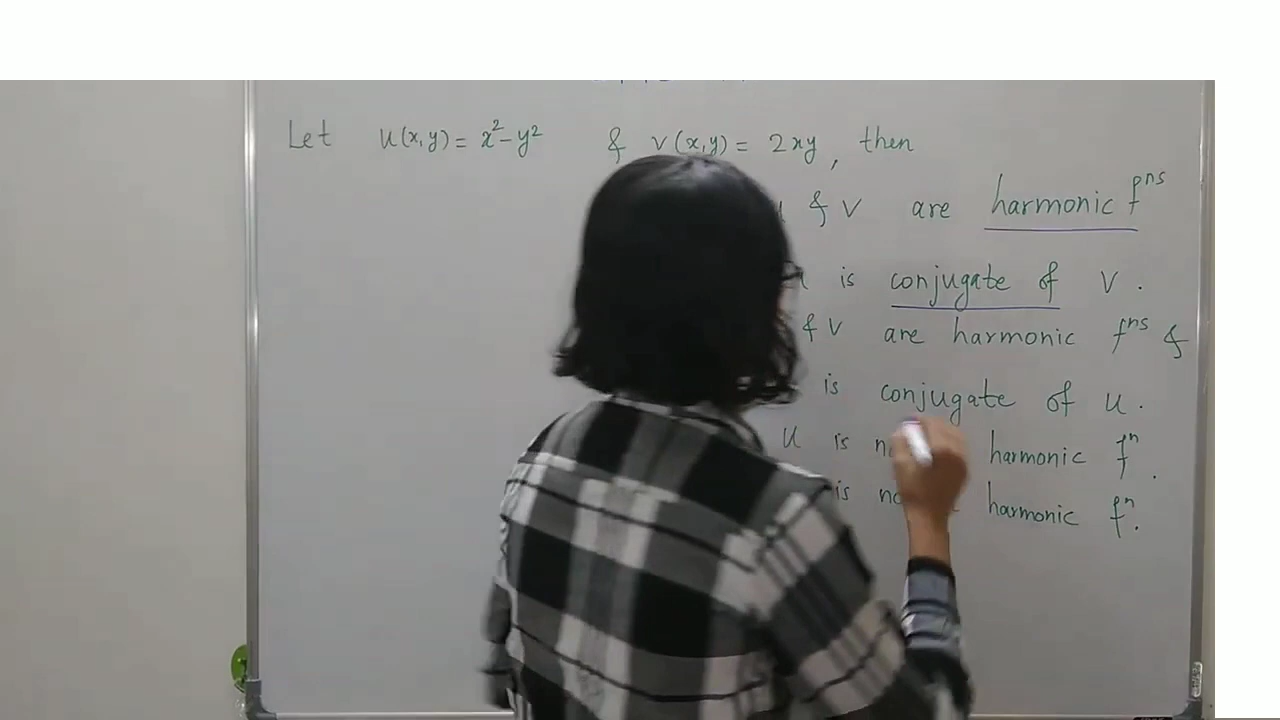 Let u(x,y) = x²-y² & v(x,y) = 2xy, then
& v are harmonic fⁿˢ
is conjugate of v.
& v are harmonic fⁿˢ &
is conjugate of u.
u is harmonic fⁿ.
is harmonic fⁿ.